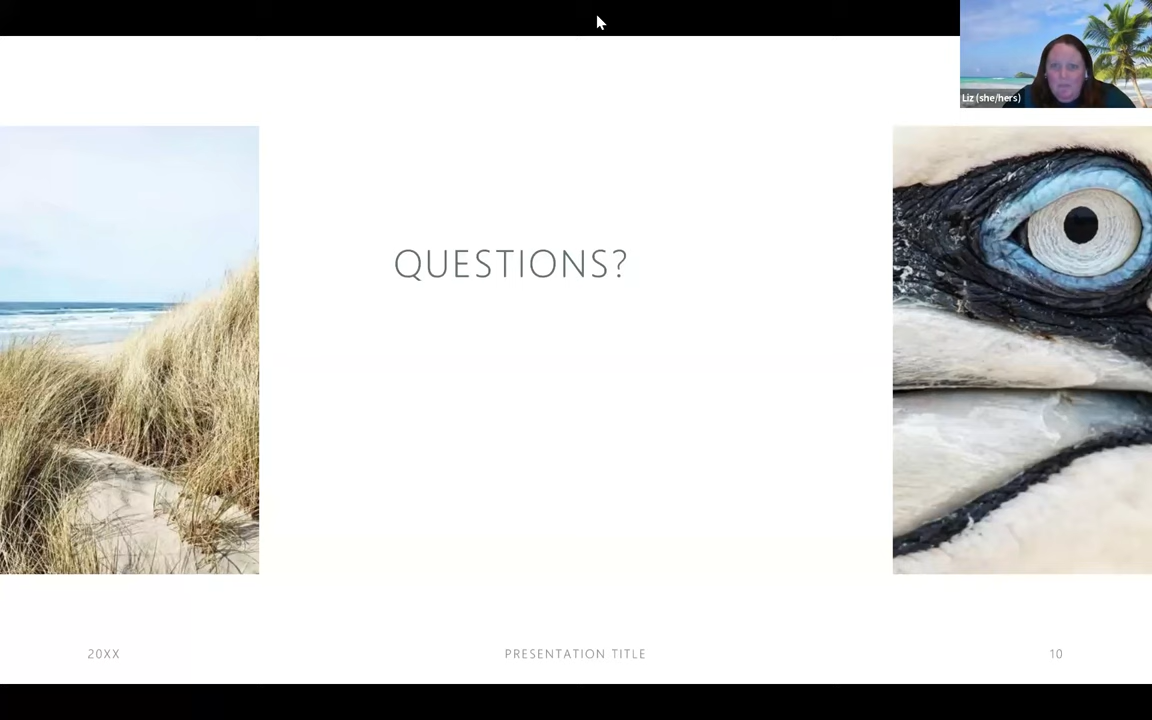 Liz (she/hers)
QUESTIONS?
20XX
PRESENTATION TITLE
10